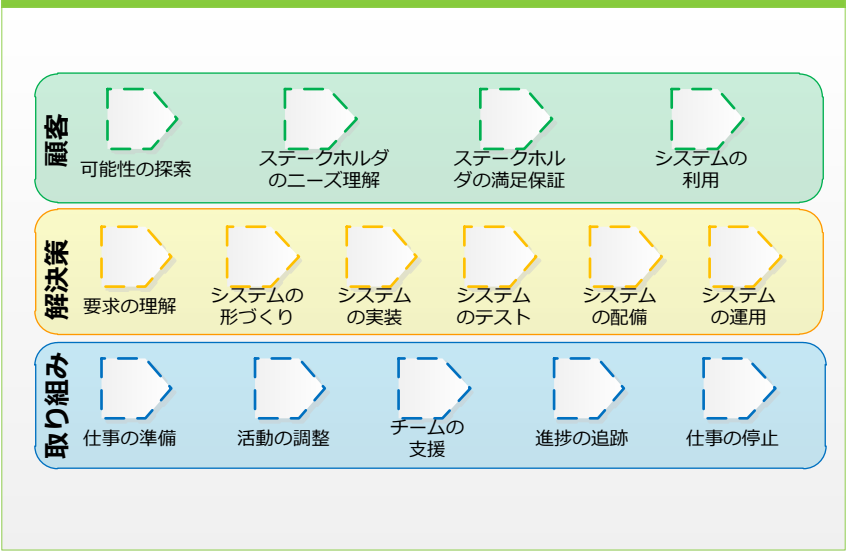 顧客
可能性の探索
ステークホルダ
のニーズ理解
ステークホル
ダの満足保証
システムの
利用
解決策
要求の理解
システムの
形づくり
システム
の実装
システム
のテスト
システム
の配備
システム
の運用
取り組み
仕事の準備
活動の調整
チームの
支援
進捗の追跡
仕事の停止